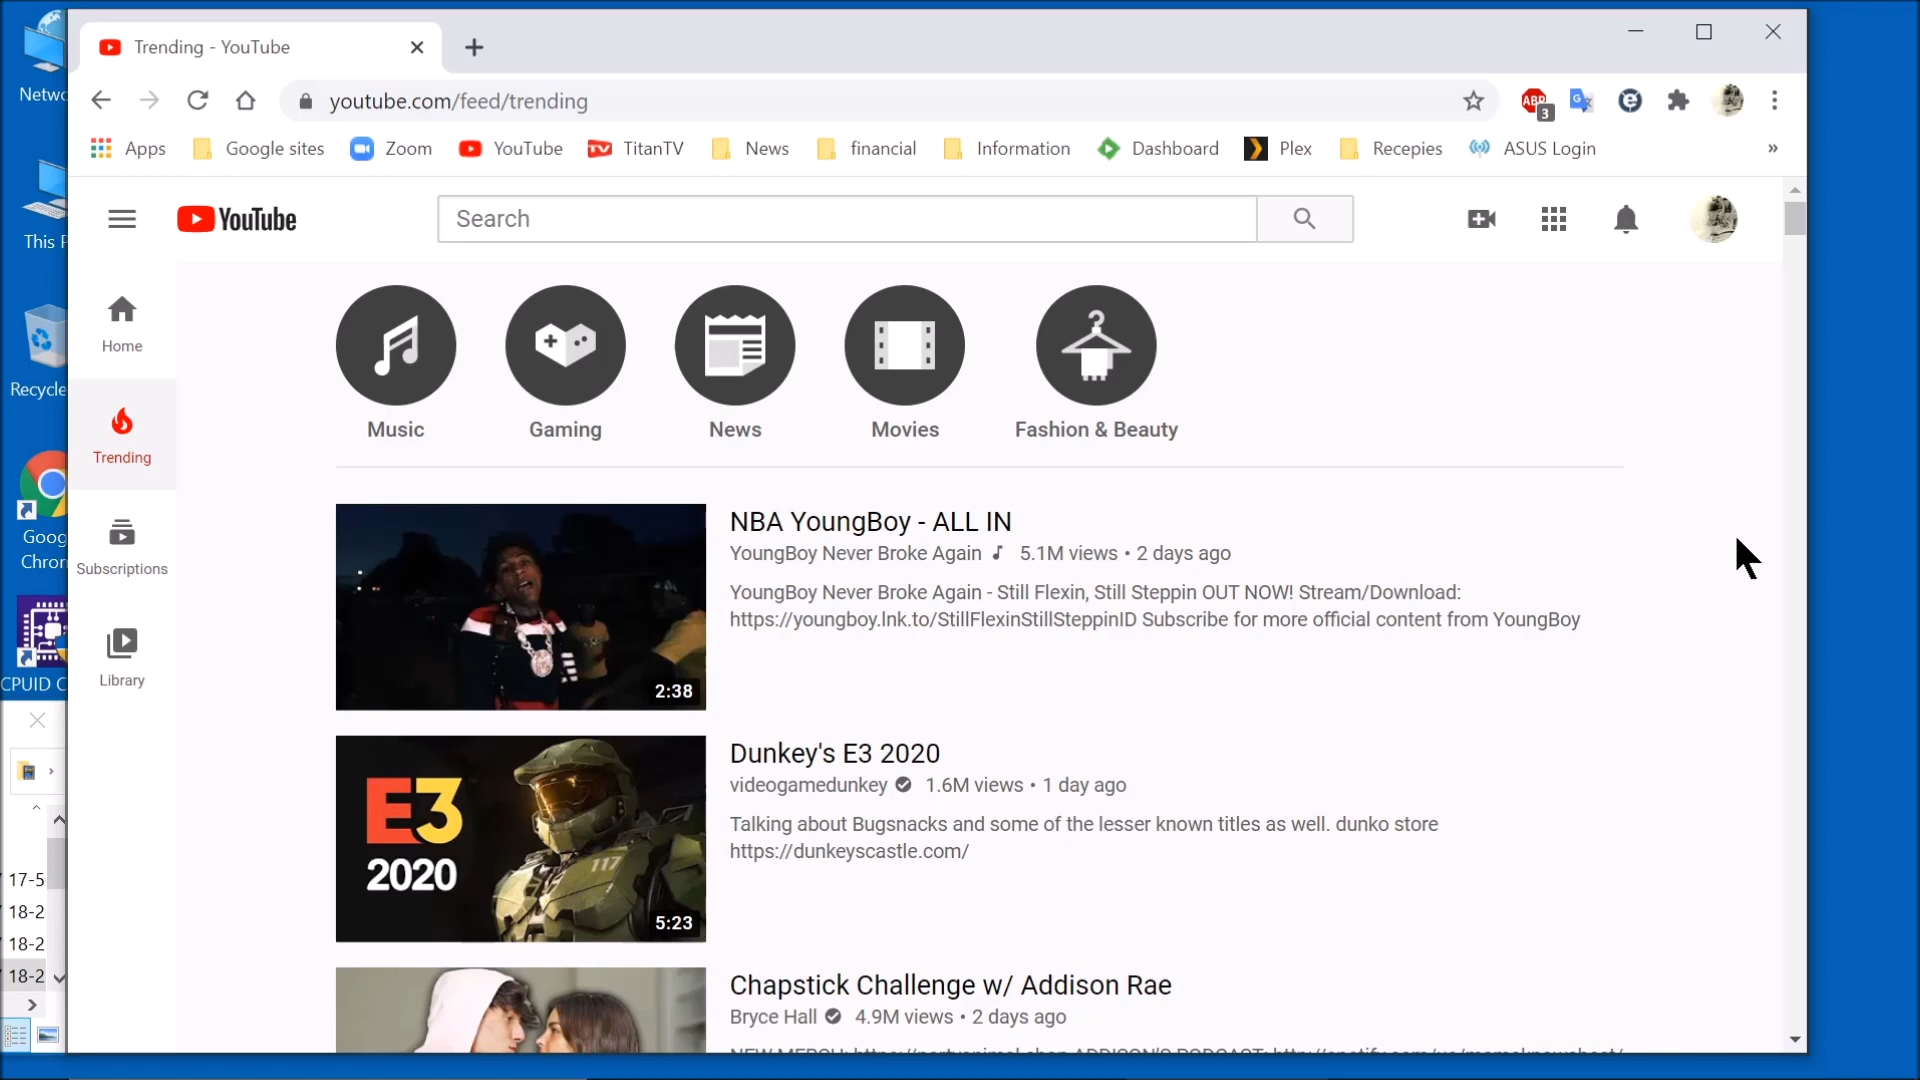 Trending - YouTube
youtube.com/feed/trending
ABP 3
Apps Google sites Zoom YouTube TitanTV News financial Information Dashboard Plex Recepies ASUS Login »
YouTube
Search
Home
Trending
Subscriptions
Library
Music Gaming News Movies Fashion & Beauty
NBA YoungBoy - ALL IN
YoungBoy Never Broke Again 5.1M views • 2 days ago
YoungBoy Never Broke Again - Still Flexin, Still Steppin OUT NOW! Stream/Download:
https://youngboy.lnk.to/StillFlexinStillSteppinID Subscribe for more official content from YoungBoy
2:38
E3
2020
117
5:23
Dunkey's E3 2020
videogamedunkey 1.6M views • 1 day ago
Talking about Bugsnacks and some of the lesser known titles as well. dunko store
https://dunkeyscastle.com/
Chapstick Challenge w/ Addison Rae
Bryce Hall 4.9M views • 2 days ago
Netwo
This P
Recycle
Goog
Chrom
CPUID C
17-5
18-2
18-2
18-2